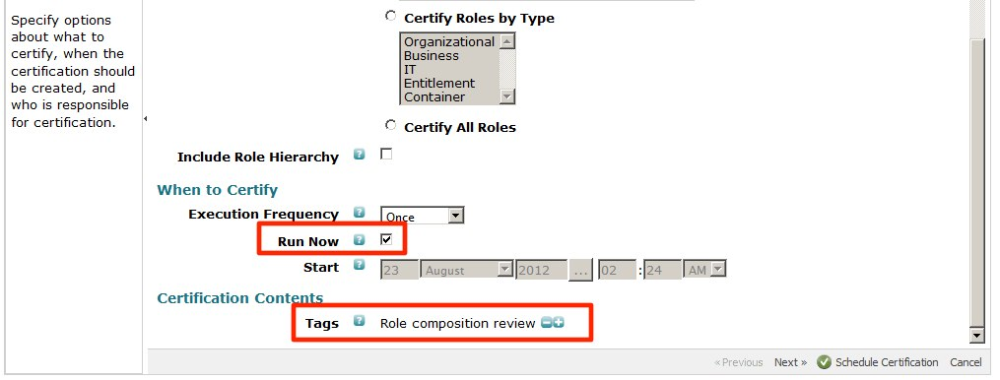 Specify options
about what to
certify, when the
certification should
be created, and
who is responsible
for certification.
Certify Roles by Type
Organizational
Business
IT
Entitlement
Container
Certify All Roles
Include Role Hierarchy ?
When to Certify
Execution Frequency ? Once
Run Now ?
Start ? 23 August 2012 ... 02 : 24 AM
Certification Contents
Tags ? Role composition review
«Previous Next » Schedule Certification Cancel